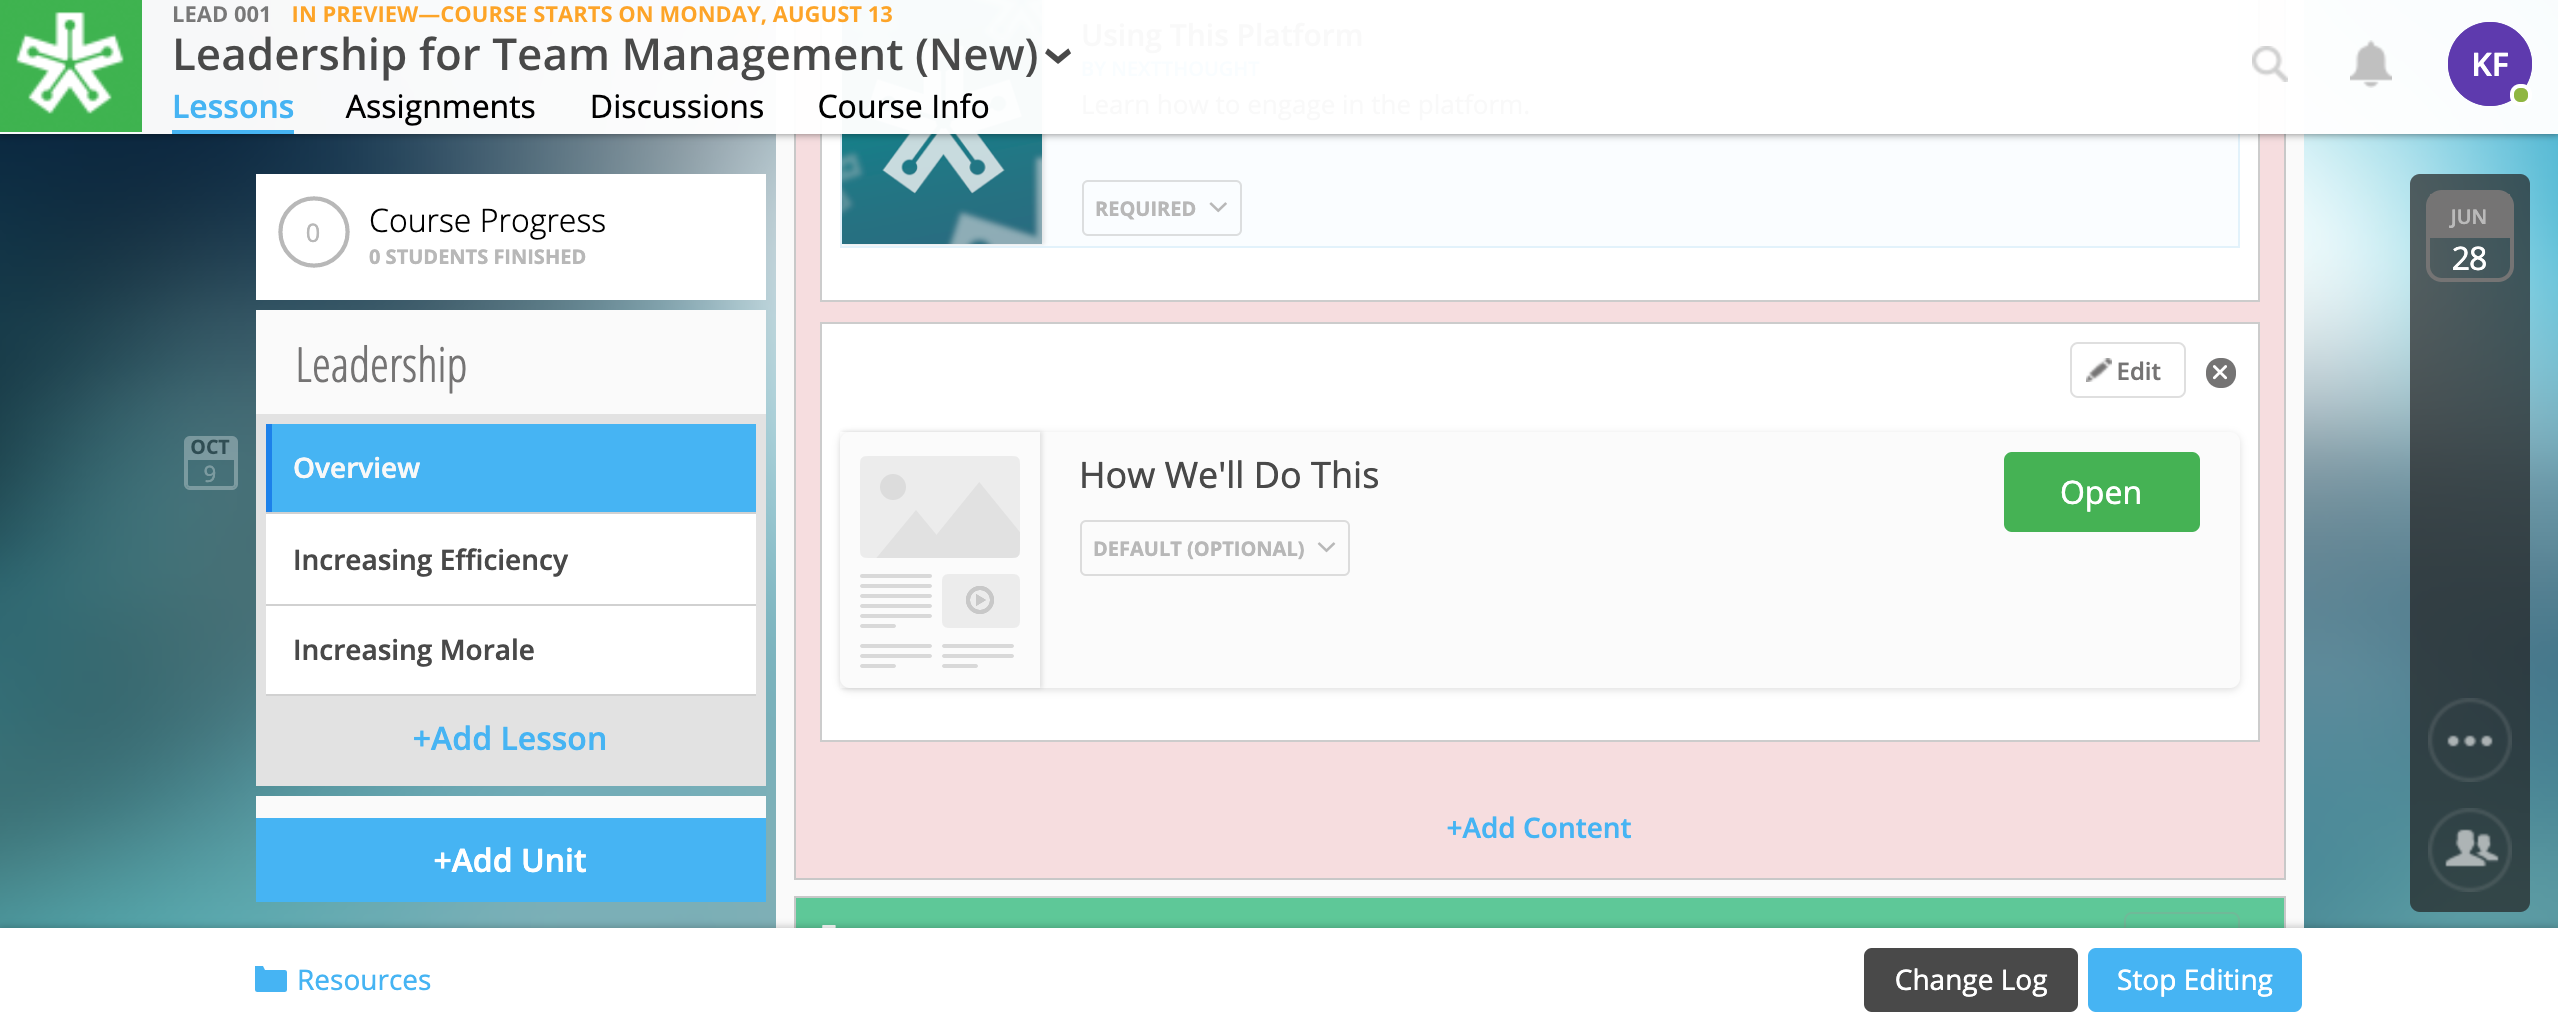 LEAD 001 IN PREVIEW—COURSE STARTS ON MONDAY, AUGUST 13
Leadership for Team Management (New)
Lessons Assignments Discussions Course Info
Using This Platform
BY NEXTTHOUGHT
Learn how to engage in the platform.
KF
REQUIRED
0
Course Progress
0 STUDENTS FINISHED
Leadership
OCT
9
Overview
Increasing Efficiency
Increasing Morale
+Add Lesson
+Add Unit
Edit
How We'll Do This
DEFAULT (OPTIONAL)
Open
+Add Content
JUN
28
Resources
Change Log
Stop Editing